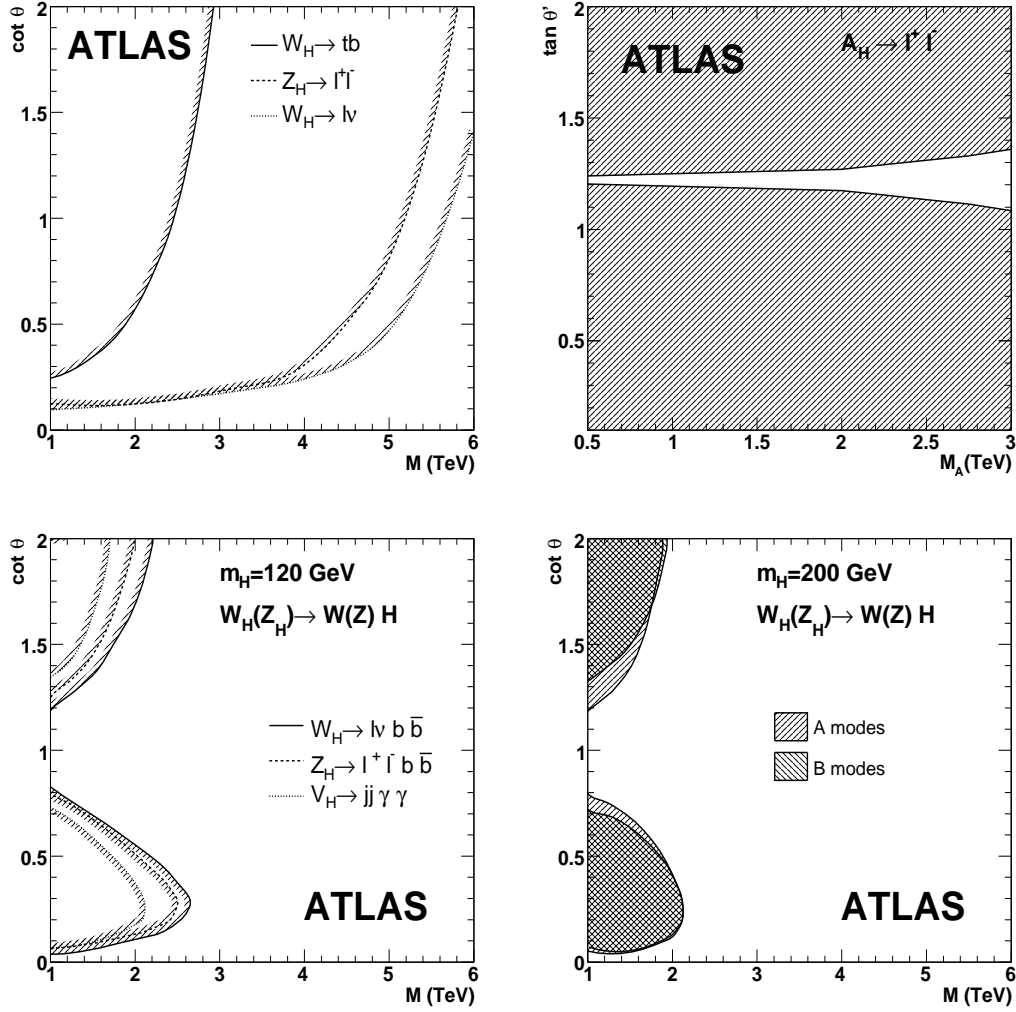 cot θ
2
1.5
1
0.5
0
ATLAS
W_H→ tb
Z_H→ l⁺l⁻
W_H→ lν
1 2 3 4 5 6
M (TeV)
tan θ'
2
1.5
1
0.5
0
ATLAS
A_H → l⁺ l⁻
0.5 1 1.5 2 2.5 3
M_A(TeV)
cot θ
2
1.5
1
0.5
0
m_H=120 GeV
W_H(Z_H)→ W(Z) H
W_H→ lν b b̅
Z_H→ l⁺ l⁻ b b̅
V_H→ jj γ γ
ATLAS
1 2 3 4 5 6
M (TeV)
cot θ
2
1.5
1
0.5
0
m_H=200 GeV
W_H(Z_H)→ W(Z) H
A modes
B modes
ATLAS
1 2 3 4 5 6
M (TeV)